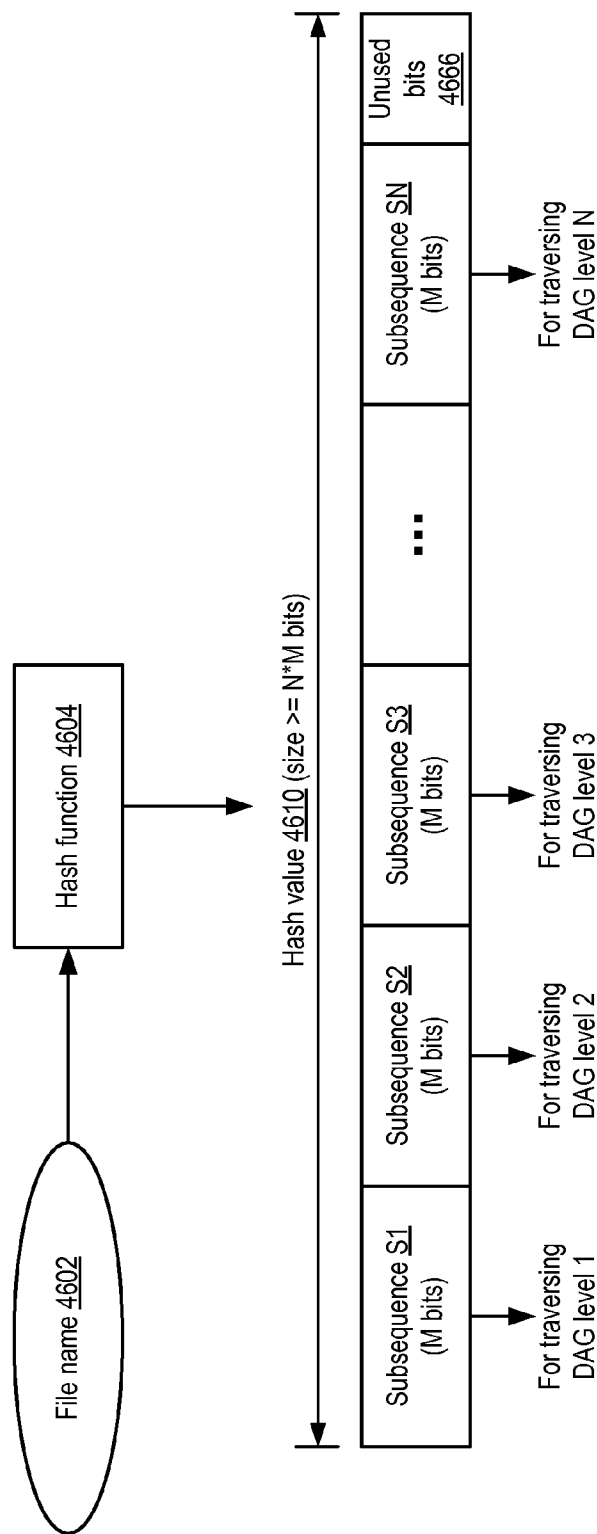 File name 4602
Hash function 4604
Hash value 4610 (size >= N*M bits)
Subsequence S1
(M bits)
Subsequence S2
(M bits)
Subsequence S3
(M bits)
...
Subsequence SN
(M bits)
Unused
bits
4666
For traversing
DAG level 1
For traversing
DAG level 2
For traversing
DAG level 3
For traversing
DAG level N